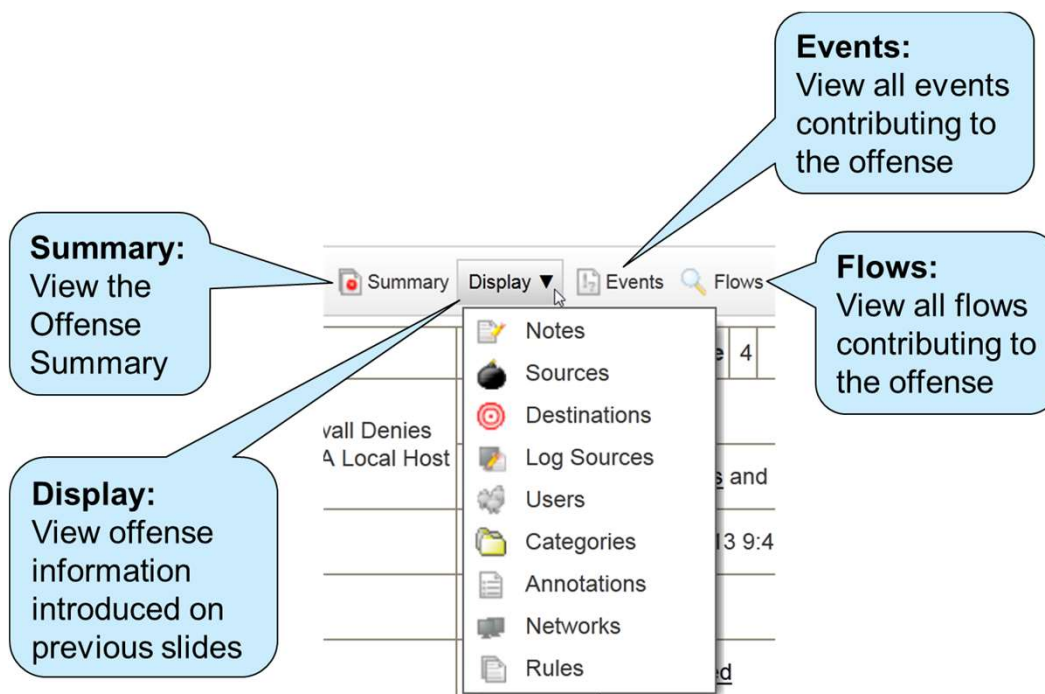 Events:
View all events
contributing to
the offense
Summary:
View the
Offense
Summary
Summary Display ▼ Events Flows
Flows:
View all flows
contributing to
the offense
Notes
4
Sources
Destinations
Denies
A Local Host
Log Sources
and
Users
Categories
13 9:4
Annotations
Networks
Rules
Display:
View offense
information
introduced on
previous slides